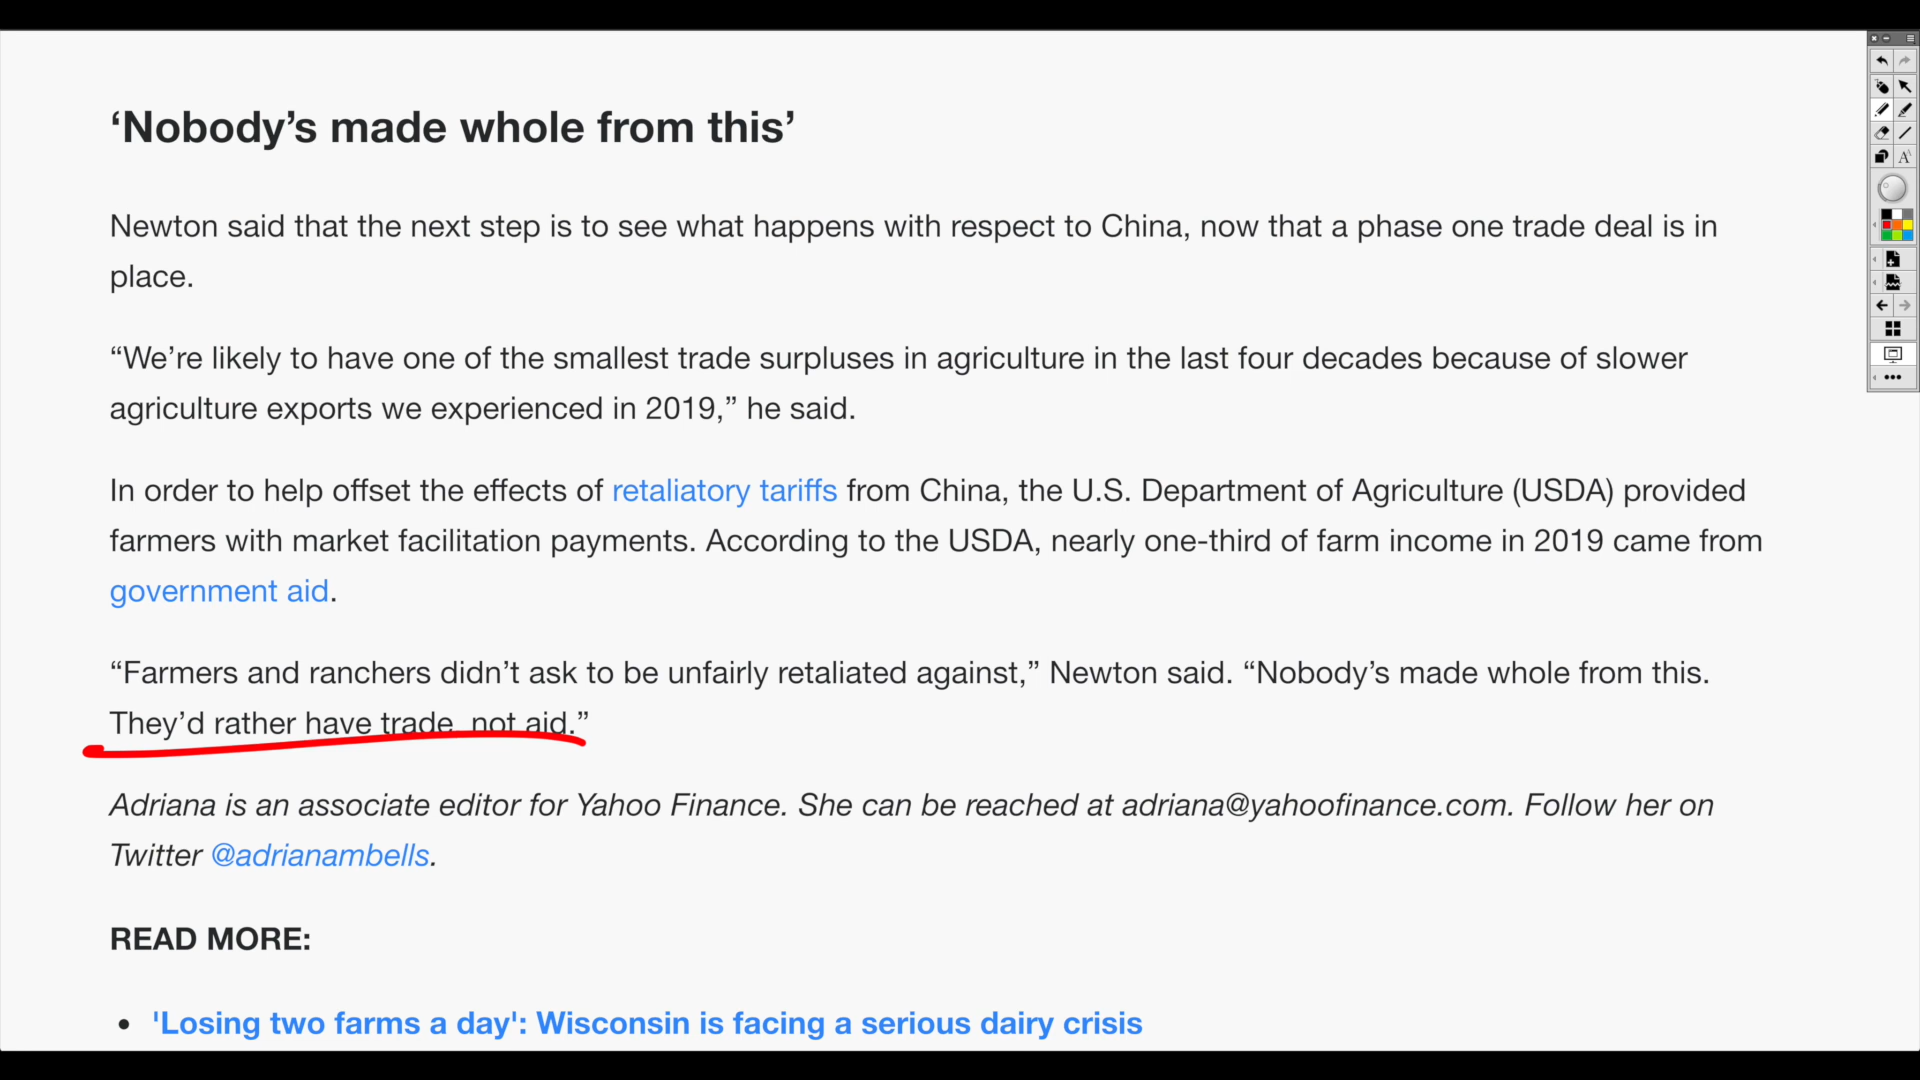 ‘Nobody’s made whole from this’
Newton said that the next step is to see what happens with respect to China, now that a phase one trade deal is in
place.
“We’re likely to have one of the smallest trade surpluses in agriculture in the last four decades because of slower
agriculture exports we experienced in 2019,” he said.
In order to help offset the effects of retaliatory tariffs from China, the U.S. Department of Agriculture (USDA) provided
farmers with market facilitation payments. According to the USDA, nearly one-third of farm income in 2019 came from
government aid.
“Farmers and ranchers didn’t ask to be unfairly retaliated against,” Newton said. “Nobody’s made whole from this.
They’d rather have trade, not aid.”
Adriana is an associate editor for Yahoo Finance. She can be reached at adriana@yahoofinance.com. Follow her on
Twitter @adrianambells.
READ MORE:
• 'Losing two farms a day': Wisconsin is facing a serious dairy crisis